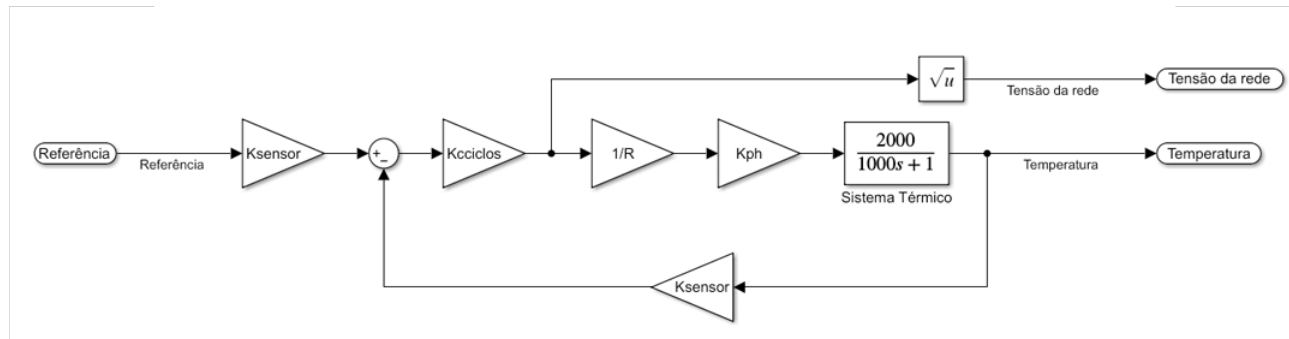 √u
Tensão da rede
Tensão da rede
Referência
Referência
Ksensor
+
−
Kcciclos
1/R
Kph
2000
1000s + 1
Sistema Térmico
Temperatura
Temperatura
Ksensor